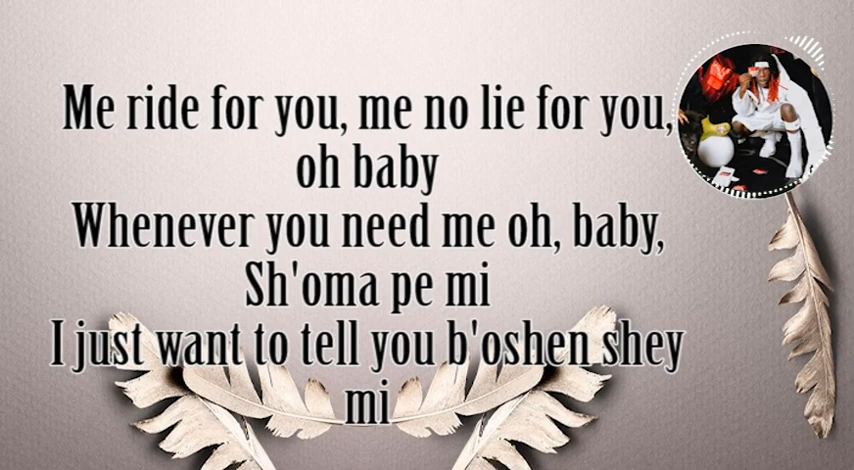 Me ride for you, me no lie for you,
oh baby
Whenever you need me oh, baby,
Sh'oma pe mi
I just want to tell you b'oshen shey
mi